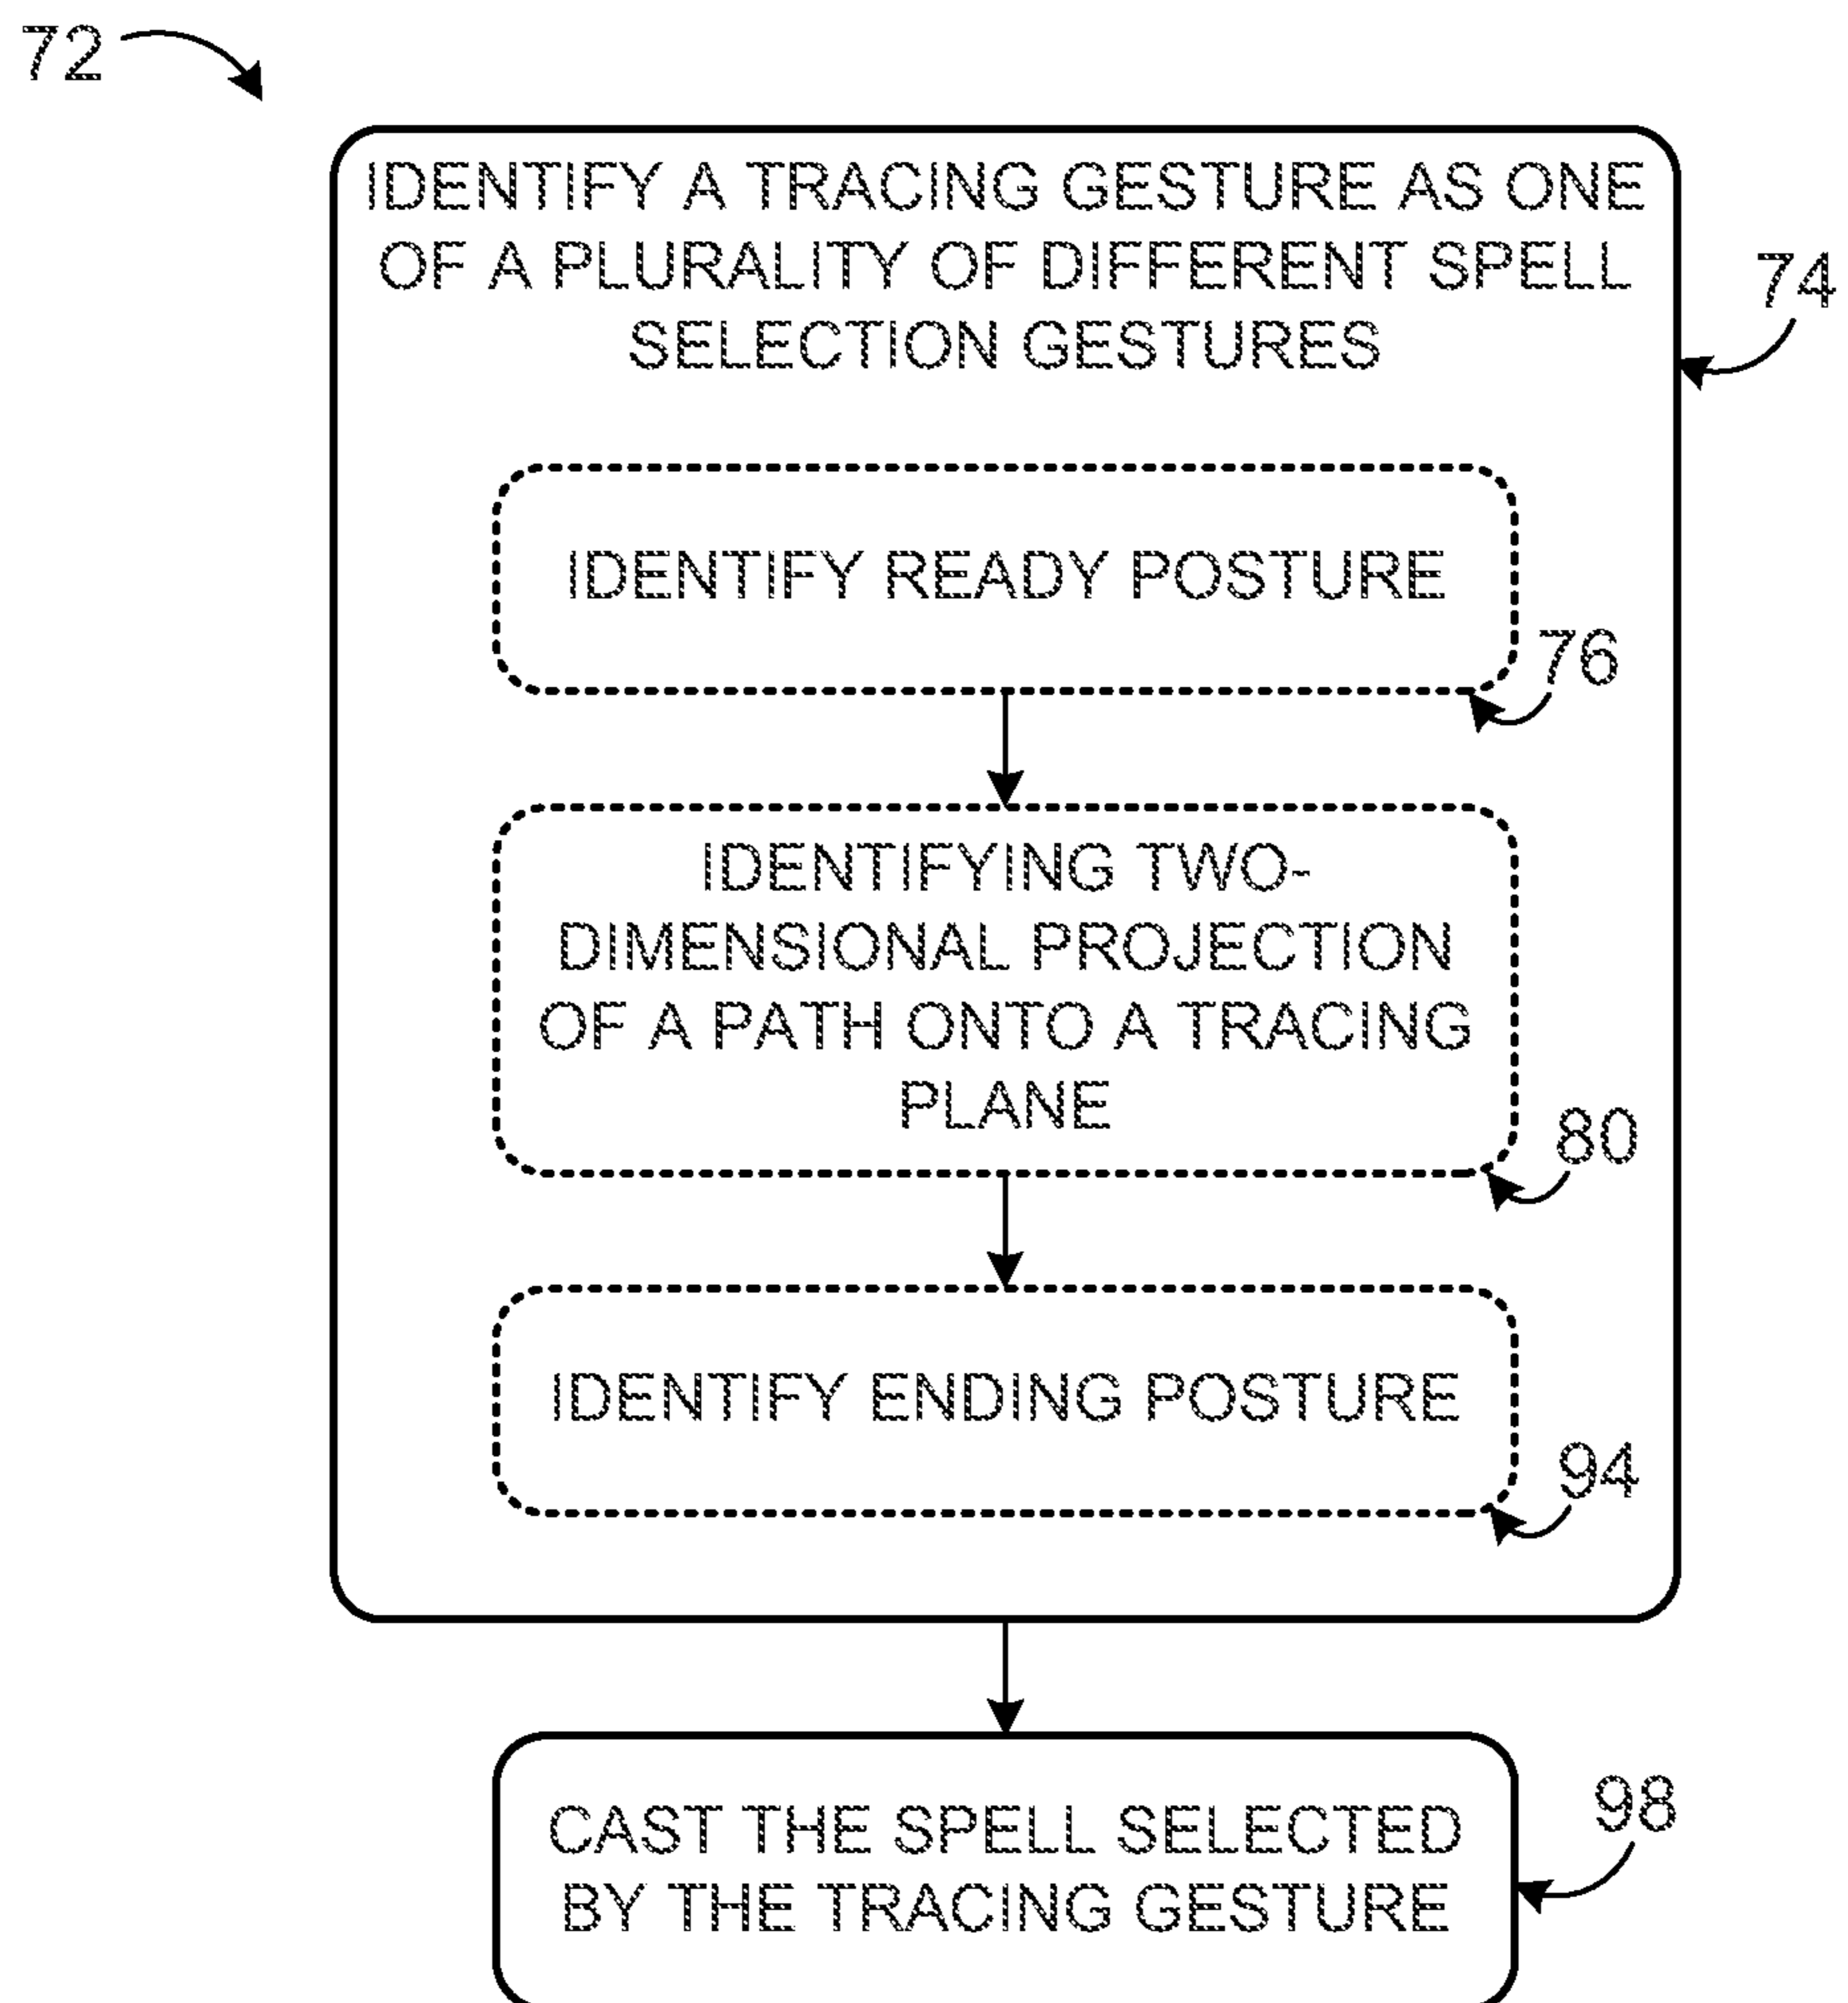 72
IDENTIFY A TRACING GESTURE AS ONE
OF A PLURALITY OF DIFFERENT SPELL
SELECTION GESTURES
74
IDENTIFY READY POSTURE
76
IDENTIFYING TWO-
DIMENSIONAL PROJECTION
OF A PATH ONTO A TRACING
PLANE
80
IDENTIFY ENDING POSTURE
94
CAST THE SPELL SELECTED
BY THE TRACING GESTURE
98